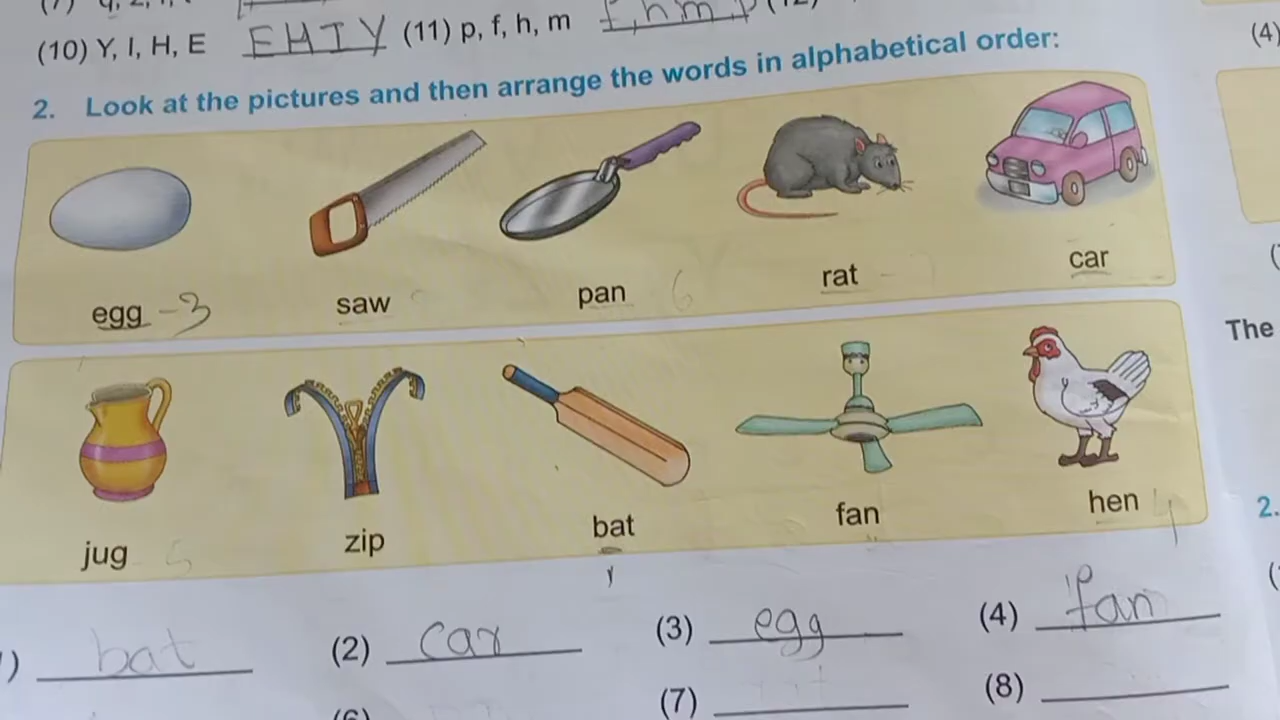 (10) Y, I, H, E EHIY (11) p, f, h, m f, h m, p
(4)
2. Look at the pictures and then arrange the words in alphabetical order:
egg -3 saw pan 6 rat car
The
jug 5 zip bat fan hen 4
2.
bat (2) car (3) egg (4) fan
(7) (8)